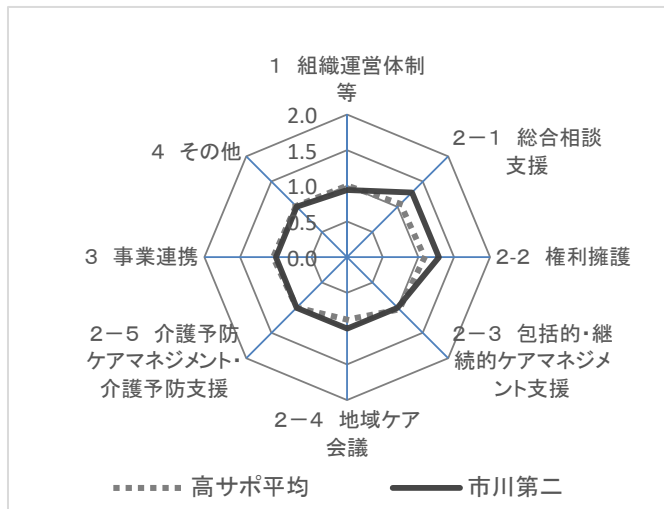 1 組織運営体制
等
2.0
1.5
1.0
0.5
0.0
2-1 総合相談
支援
2-2 権利擁護
2-3 包括的・継
続的ケアマネジメ
ント支援
2-4 地域ケア
会議
2-5 介護予防
ケアマネジメント・
介護予防支援
3 事業連携
4 その他
高サポ平均
市川第二